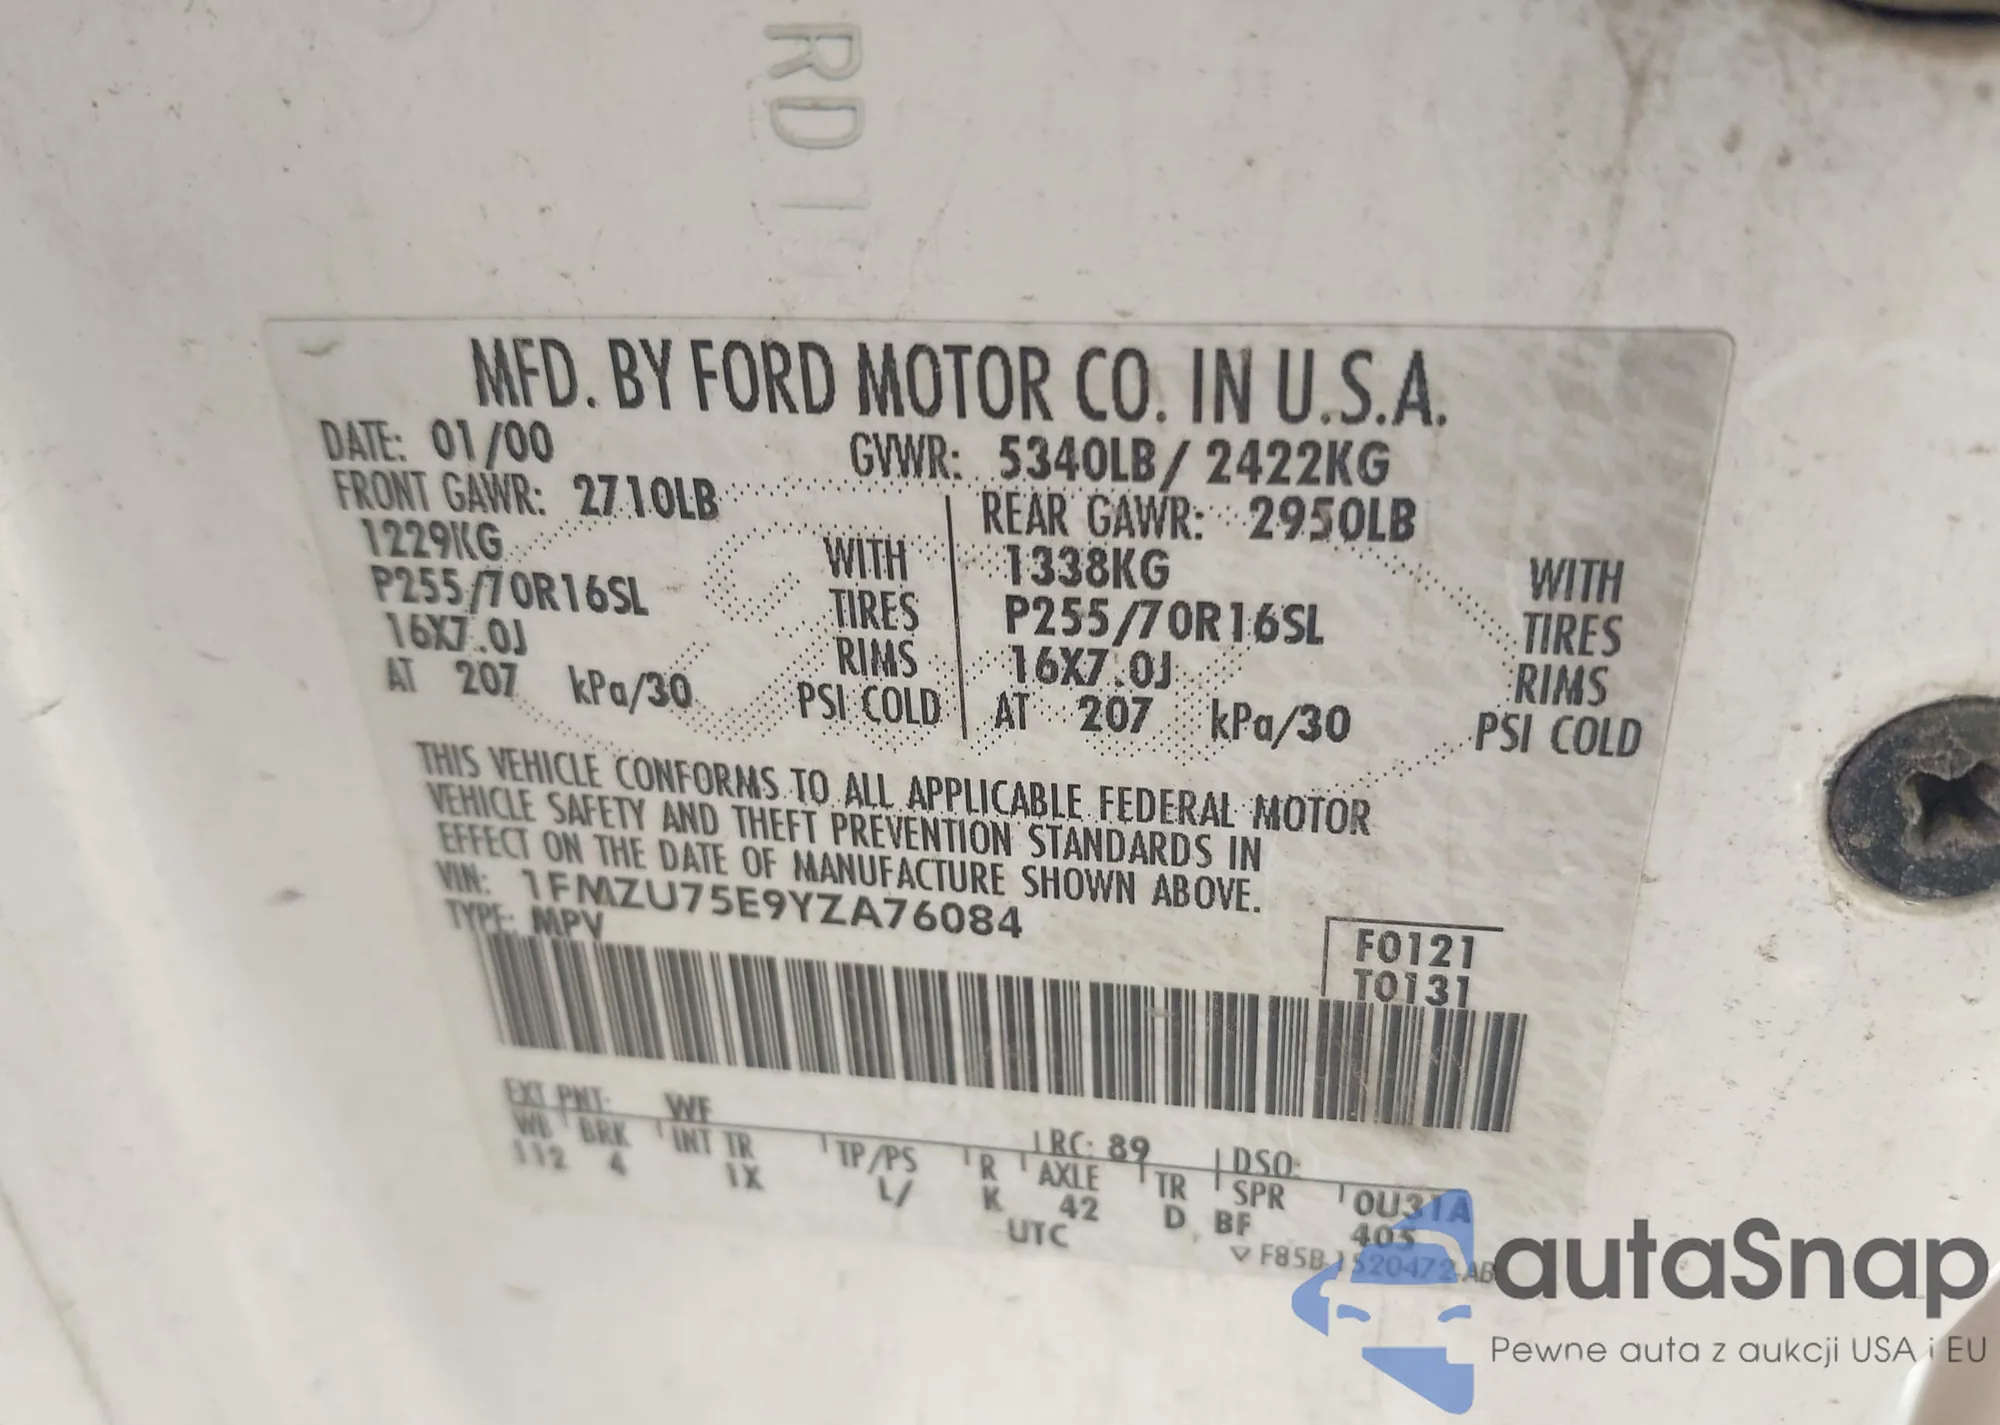 RD
MFD. BY FORD MOTOR CO. IN U.S.A.
DATE: 01/00 GVWR: 5340LB/ 2422KG
FRONT GAWR: 2710LB REAR GAWR: 2950LB
1229KG WITH 1338KG WITH
P255/70R16SL TIRES P255/70R16SL TIRES
16X7.0J RIMS 16X7.0J RIMS
AT 207 kPa/30 PSI COLD AT 207 kPa/30 PSI COLD
THIS VEHICLE CONFORMS TO ALL APPLICABLE FEDERAL MOTOR
VEHICLE SAFETY AND THEFT PREVENTION STANDARDS IN
EFFECT ON THE DATE OF MANUFACTURE SHOWN ABOVE.
VIN: 1FMZU75E9YZA76084
TYPE: MPV
F0121
T0131
EXT PNT: WF RC: 89 DSO:
WB BRK INT TR TP/PS R AXLE TR SPR 0U31A
112 4 1X L/ K 42 D BF 405
UTC
▽ F85B-1520472-AB
autaSnap
Pewne auta z aukcji USA i EU